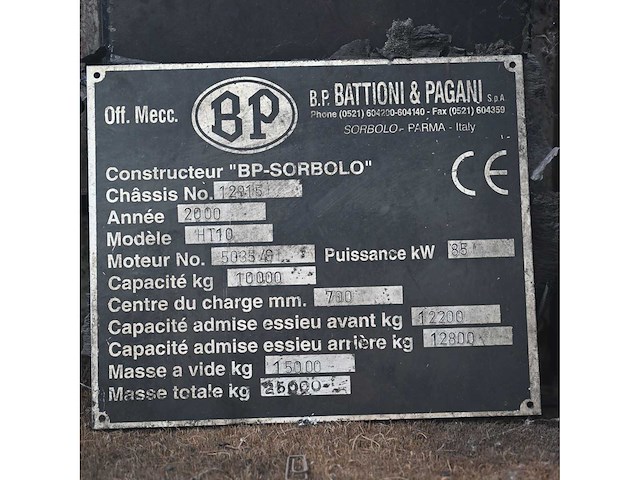 Off. Mecc. BP B.P. BATTIONI & PAGANI S.p.A.
Phone (0521) 604200-604140 - Fax (0521) 604359
SORBOLO - PARMA - Italy
Constructeur "BP-SORBOLO" CE
Châssis No.
Année 2000
Modèle HT10
Moteur No. Puissance kW 85
Capacité kg 10000
Centre du charge mm. 700
Capacité admise essieu avant kg 12200
Capacité admise essieu arrière kg 12800
Masse a vide kg 15000
Masse totale kg 25000